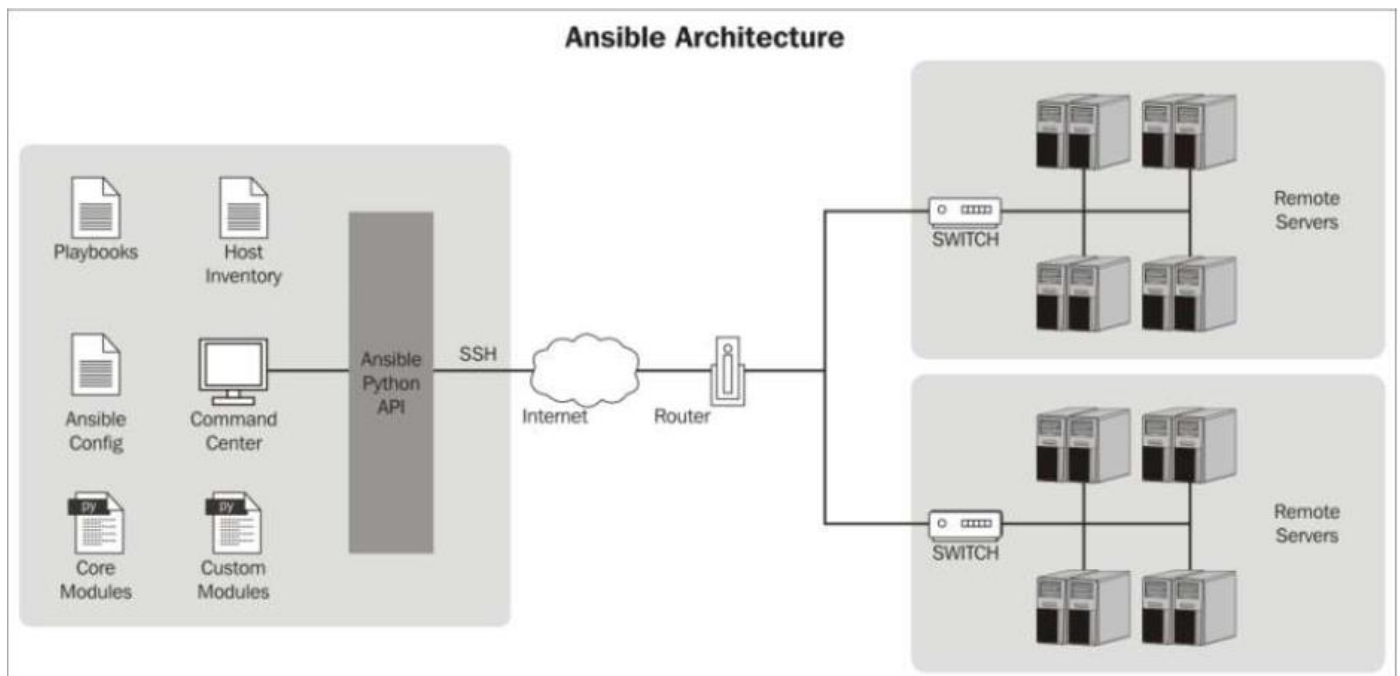 Ansible Architecture
Playbooks
Host
Inventory
Ansible
Config
Command
Center
py
Core
Modules
py
Custom
Modules
Ansible
Python
API
SSH
Internet
Router
SWITCH
Remote
Servers
SWITCH
Remote
Servers